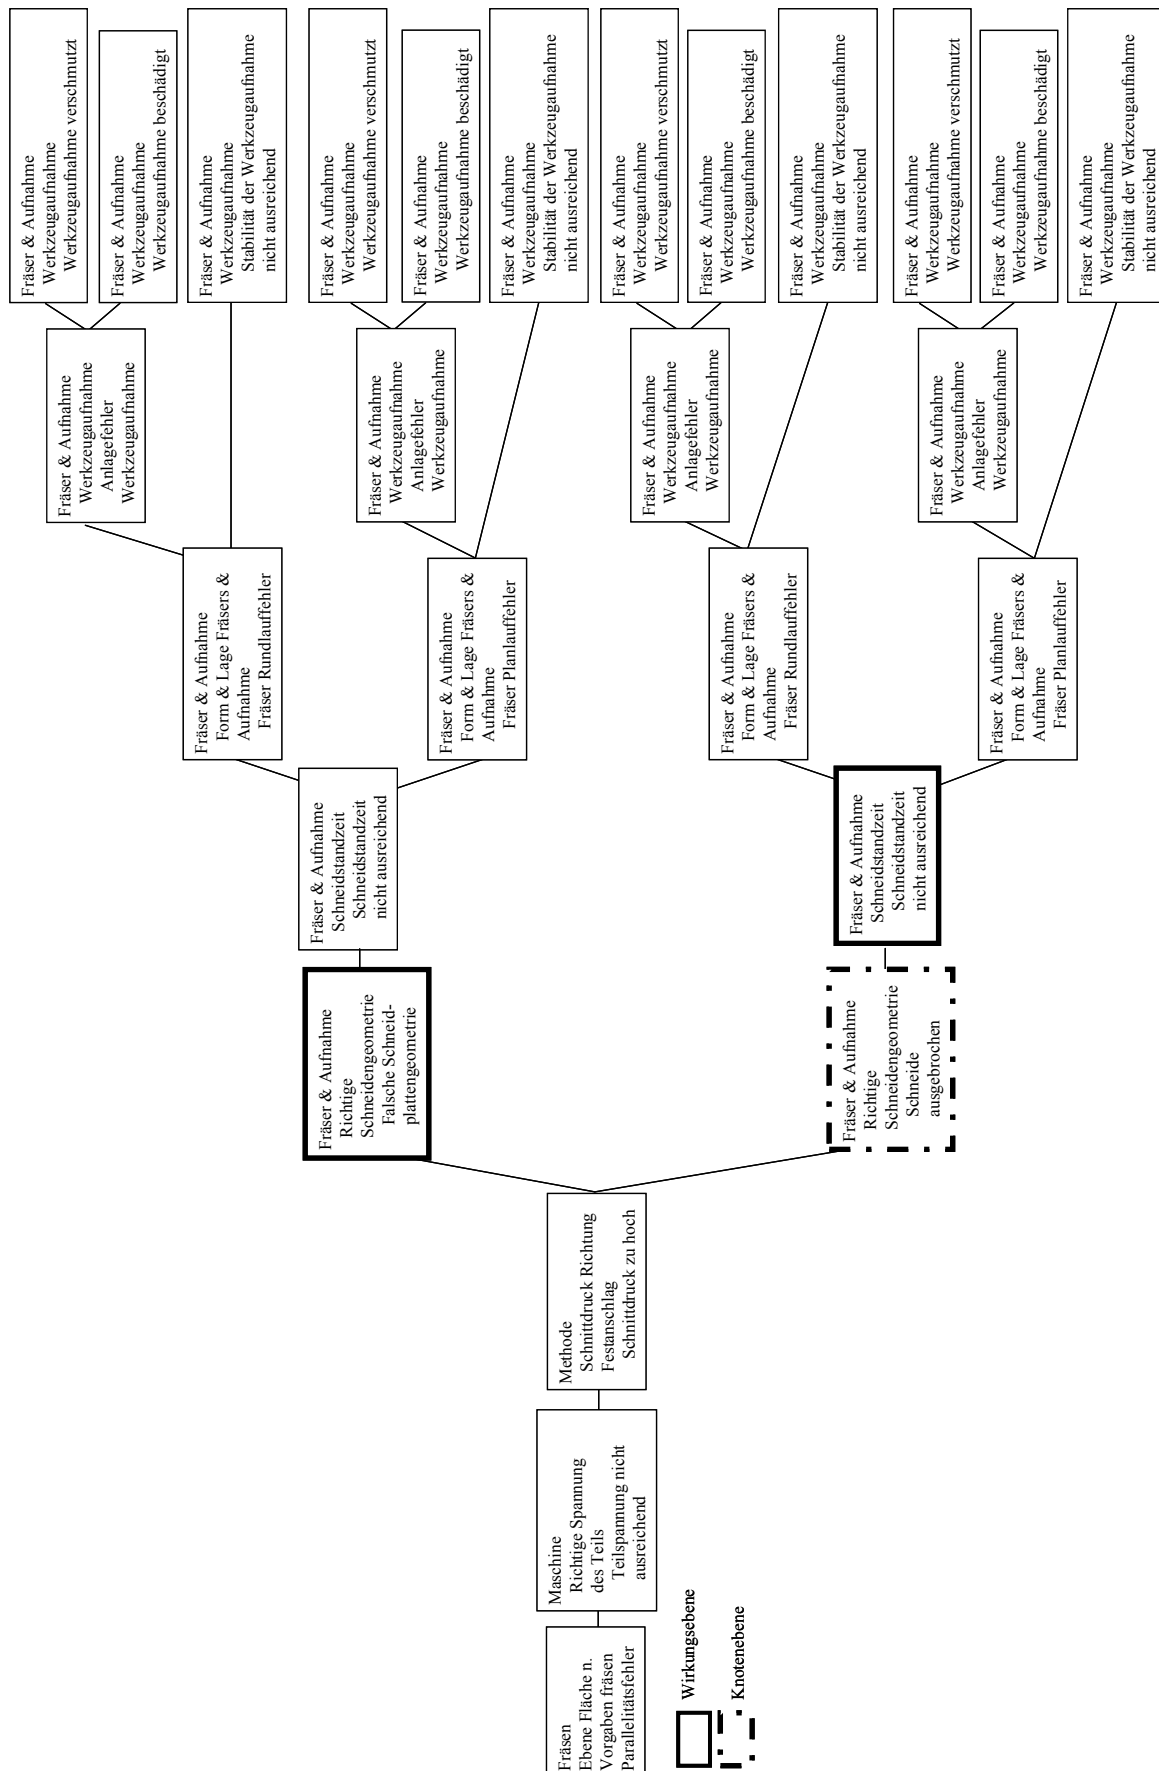 Fräsen
Ebene Fläche n.
Vorgaben fräsen
Parallelitätsfehler
Maschine
Richtige Spannung
des Teils
Teilspannung nicht
ausreichend
Methode
Schnittdruck Richtung
Festanschlag
Schnittdruck zu hoch
Fräser & Aufnahme
Richtige
Schneidengeometrie
Falsche Schneid-
plattengeometrie
Fräser & Aufnahme
Schneidstandzeit
Schneidstandzeit
nicht ausreichend
Fräser & Aufnahme
Form & Lage Fräsers &
Aufnahme
Fräser Rundlauffehler
Fräser & Aufnahme
Werkzeugaufnahme
Anlagefehler
Werkzeugaufnahme
Fräser & Aufnahme
Werkzeugaufnahme
Werkzeugaufnahme verschmutzt
Fräser & Aufnahme
Werkzeugaufnahme
Werkzeugaufnahme beschädigt
Fräser & Aufnahme
Werkzeugaufnahme
Stabilität der Werkzeugaufnahme
nicht ausreichend
Fräser & Aufnahme
Form & Lage Fräsers &
Aufnahme
Fräser Planlauffehler
Fräser & Aufnahme
Werkzeugaufnahme
Anlagefehler
Werkzeugaufnahme
Fräser & Aufnahme
Werkzeugaufnahme
Werkzeugaufnahme verschmutzt
Fräser & Aufnahme
Werkzeugaufnahme
Werkzeugaufnahme beschädigt
Fräser & Aufnahme
Werkzeugaufnahme
Stabilität der Werkzeugaufnahme
nicht ausreichend
Fräser & Aufnahme
Richtige
Schneidengeometrie
Schneide
ausgebrochen
Fräser & Aufnahme
Schneidstandzeit
Schneidstandzeit
nicht ausreichend
Fräser & Aufnahme
Form & Lage Fräsers &
Aufnahme
Fräser Rundlauffehler
Fräser & Aufnahme
Werkzeugaufnahme
Anlagefehler
Werkzeugaufnahme
Fräser & Aufnahme
Werkzeugaufnahme
Werkzeugaufnahme verschmutzt
Fräser & Aufnahme
Werkzeugaufnahme
Werkzeugaufnahme beschädigt
Fräser & Aufnahme
Werkzeugaufnahme
Stabilität der Werkzeugaufnahme
nicht ausreichend
Fräser & Aufnahme
Form & Lage Fräsers &
Aufnahme
Fräser Planlauffehler
Fräser & Aufnahme
Werkzeugaufnahme
Anlagefehler
Werkzeugaufnahme
Fräser & Aufnahme
Werkzeugaufnahme
Werkzeugaufnahme verschmutzt
Fräser & Aufnahme
Werkzeugaufnahme
Werkzeugaufnahme beschädigt
Fräser & Aufnahme
Werkzeugaufnahme
Stabilität der Werkzeugaufnahme
nicht ausreichend
Wirkungsebene
Knotenebene